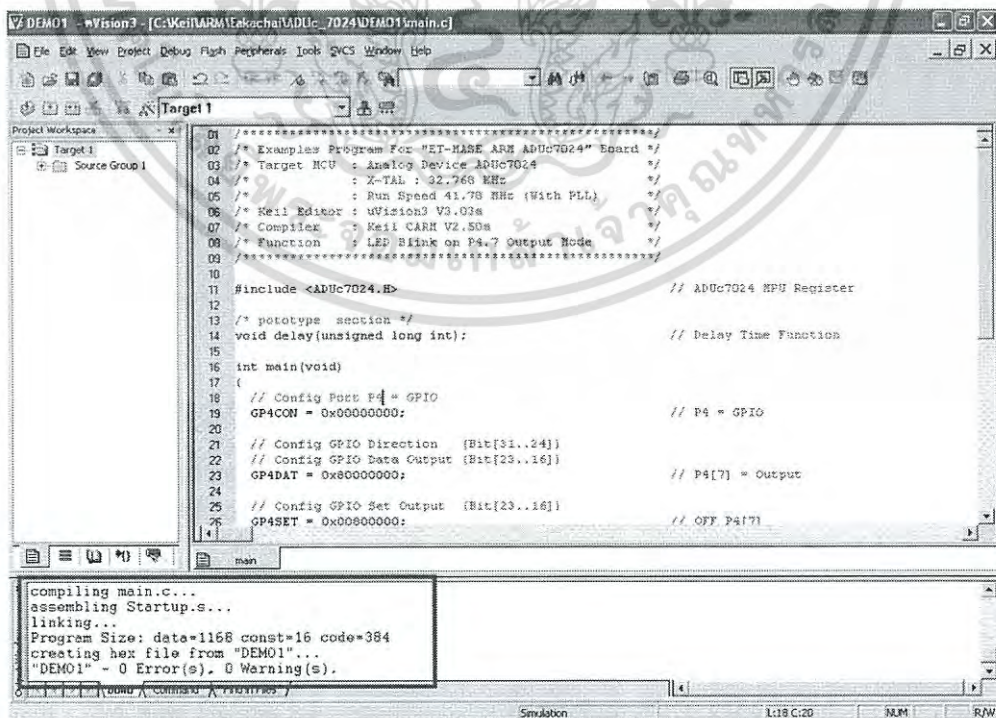 DEMO1 - µVision3 - [C:\Keil\ARM\Eakachai\ADUc_7024\DEMO1\main.c]
File Edit View Project Debug Flash Peripherals Tools SVCS Window Help
Target 1
Project Workspace
Target 1
Source Group 1
01 /*****************************************************/
02 /* Examples Program For "ET-MASE ARM ADUc7024" Board */
03 /* Target MCU : Analog Device ADUc7024 */
04 /* : X-TAL : 32.768 KHz */
05 /* : Run Speed 41.78 MHz (With PLL) */
06 /* Keil Editor : uVision3 V3.03a */
07 /* Compiler : Keil CARM V2.50a */
08 /* Function : LED Blink on P4.7 Output Mode */
09 /*****************************************************/
10
11 #include <ADUc7024.H> // ADUc7024 MPU Register
12
13 /* pototype section */
14 void delay(unsigned long int); // Delay Time Function
15
16 int main(void)
17 {
18 // Config Port P4 = GPIO
19 GP4CON = 0x00000000; // P4 = GPIO
20
21 // Config GPIO Direction (Bit[31..24])
22 // Config GPIO Data Output (Bit[23..16])
23 GP4DAT = 0x80000000; // P4[7] = Output
24
25 // Config GPIO Set Output (Bit[23..16])
26 GP4SET = 0x00800000; // OFF P4[7]
main
compiling main.c...
assembling Startup.s...
linking...
Program Size: data=1168 const=16 code=384
creating hex file from "DEMO1"...
"DEMO1" - 0 Error(s), 0 Warning(s).
Build Command Find in Files
Simulation L:18 C:20 NUM R/W